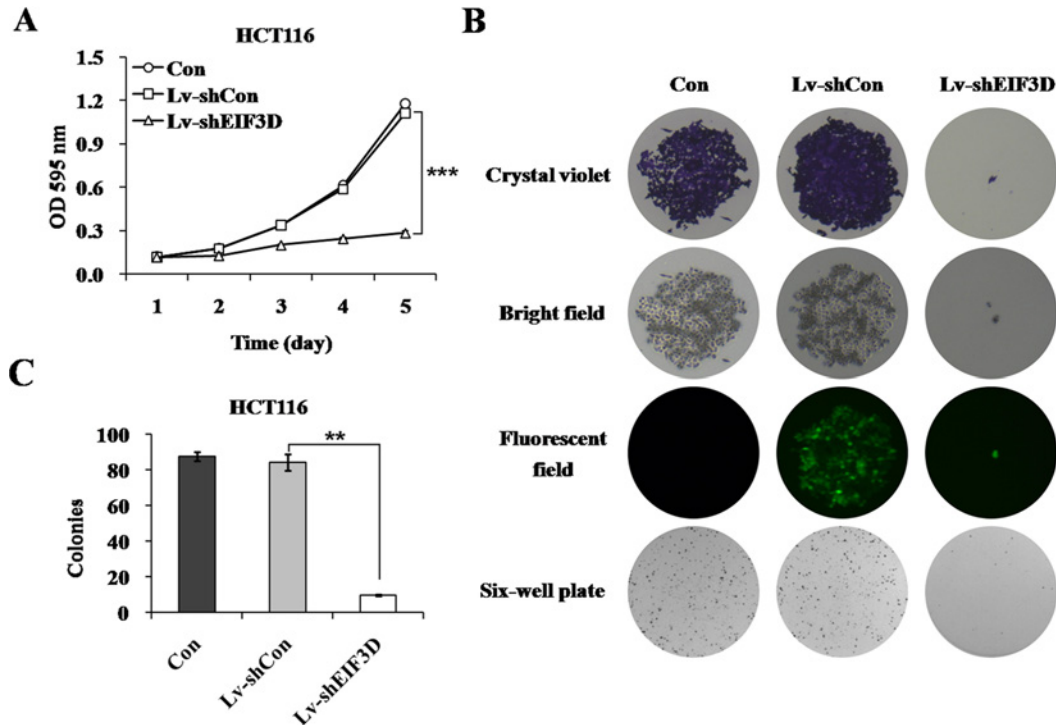 A
HCT116
1.5
1.2
0.9
0.6
0.3
0.0
OD 595 nm
Con
Lv-shCon
Lv-shEIF3D
***
1 2 3 4 5
Time (day)
B
Con Lv-shCon Lv-shEIF3D
Crystal violet
Bright field
Fluorescent
field
Six-well plate
C
HCT116
100
80
60
40
20
0
Colonies
**
Con
Lv-shCon
Lv-shEIF3D